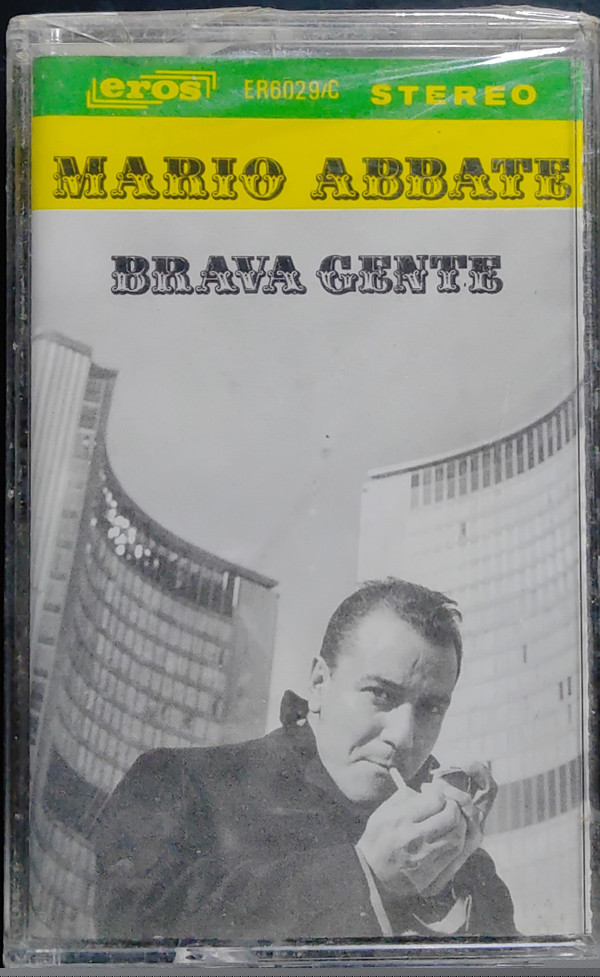 eros ER6029/C STEREO
MARIO ABBATE
BRAVA GENTE